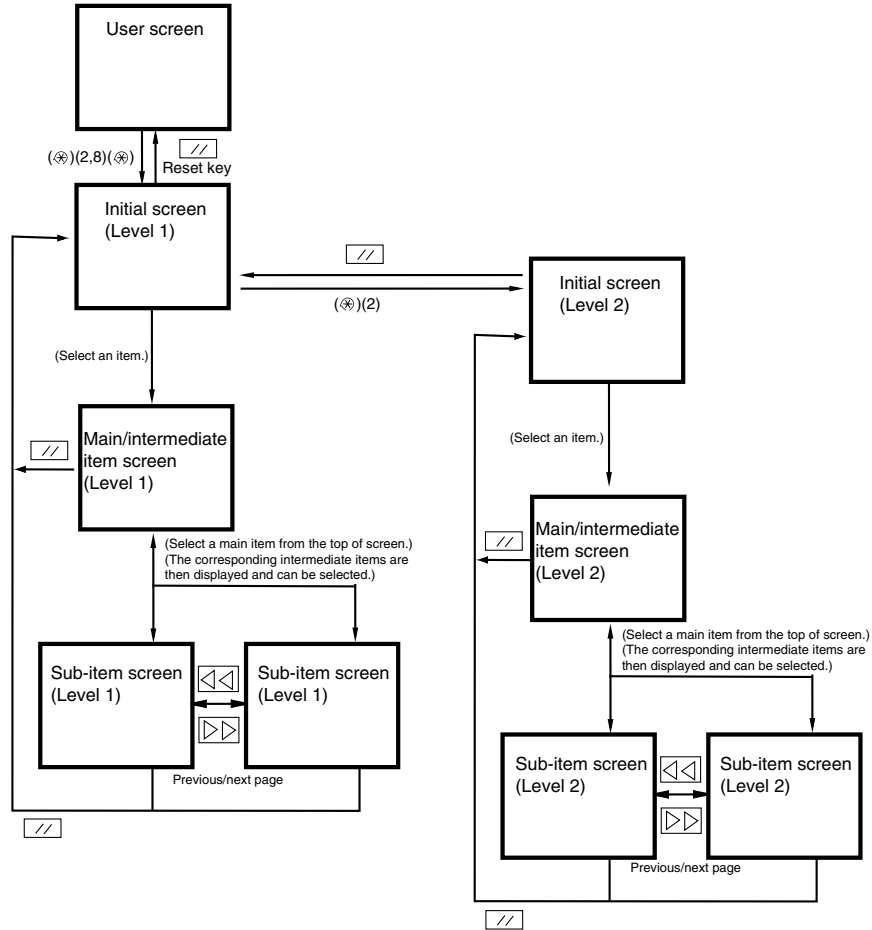 User screen
(✳)(2,8)(✳)
//
Reset key
Initial screen
(Level 1)
//
(✳)(2)
Initial screen
(Level 2)
(Select an item.)
//
Main/intermediate
item screen
(Level 1)
(Select an item.)
//
Main/intermediate
item screen
(Level 2)
(Select a main item from the top of screen.)
(The corresponding intermediate items are
then displayed and can be selected.)
Sub-item screen
(Level 1)
Sub-item screen
(Level 1)
Previous/next page
//
(Select a main item from the top of screen.)
(The corresponding intermediate items are
then displayed and can be selected.)
Sub-item screen
(Level 2)
Sub-item screen
(Level 2)
Previous/next page
//